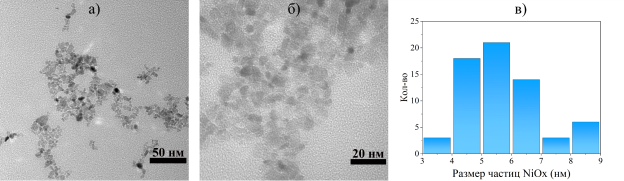 а)
50 нм
б)
20 нм
в)
Кол-во
25
20
15
10
5
0
3 4 5 6 7 8 9
Размер частиц NiOx (нм)